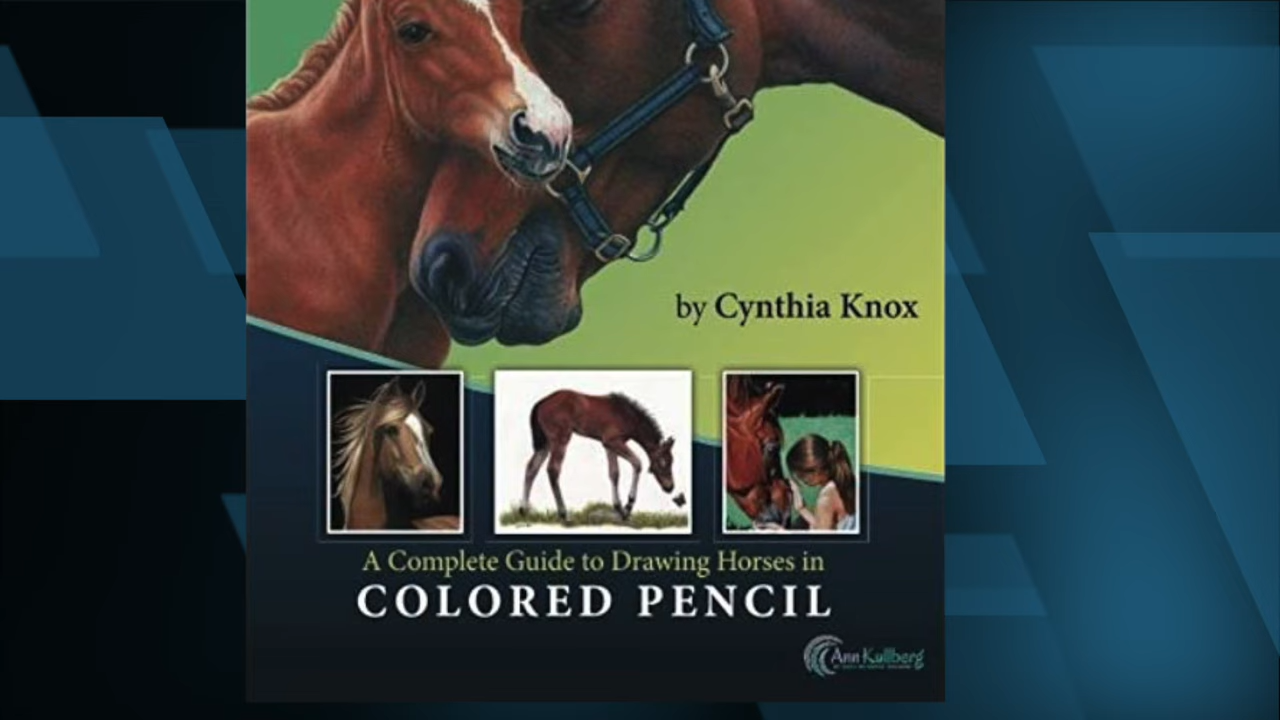 by Cynthia Knox
A Complete Guide to Drawing Horses in
COLORED PENCIL
Ann Kullberg